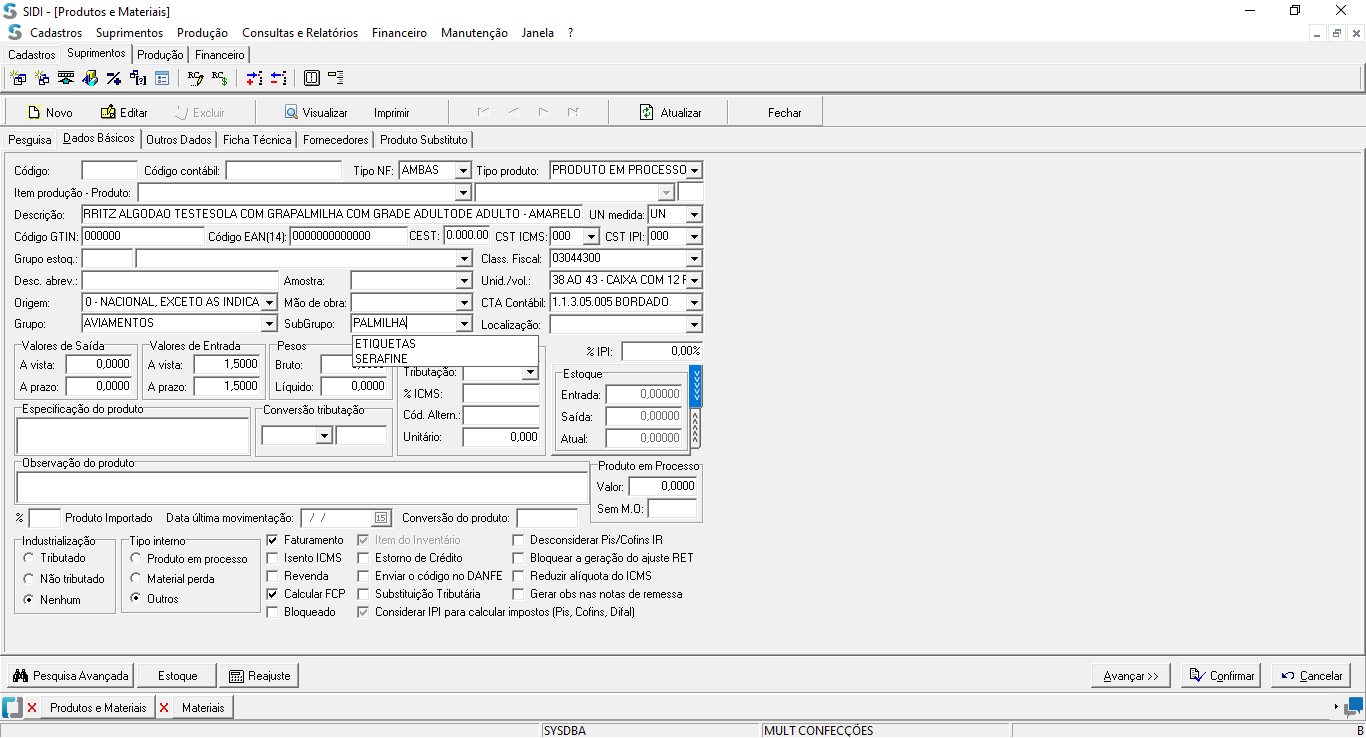 SIDI - [Produtos e Materiais]
Cadastros Suprimentos Produção Consultas e Relatórios Financeiro Manutenção Janela ?
Cadastros Suprimentos Produção Financeiro
Novo Editar Excluir Visualizar Imprimir Atualizar Fechar
Pesquisa Dados Básicos Outros Dados Ficha Técnica Fornecedores Produto Substituto
Código: Código contábil: Tipo NF: AMBAS Tipo produto: PRODUTO EM PROCESSO
Item produção - Produto:
Descrição: RRITZ ALGODAO TESTESOLA COM GRAPALMILHA COM GRADE ADULTODE ADULTO - AMARELO UN medida: UN
Código GTIN: 000000 Código EAN(14): 0000000000000 CEST: 0.000.00 CST ICMS: 000 CST IPI: 000
Grupo estoq.: Class. Fiscal: 03044300
Desc. abrev.: Amostra: Unid./vol.: 38 AO 43 - CAIXA COM 12 F
Origem: 0 - NACIONAL, EXCETO AS INDICA Mão de obra: CTA Contábil: 1.1.3.05.005 BORDADO
Grupo: AVIAMENTOS SubGrupo: PALMILHA Localização:
ETIQUETAS
SERAFINE
Valores de Saída Valores de Entrada Pesos % IPI: 0,00%
A vista: 0,0000 A vista: 1,5000 Bruto: 0,0000 Tributação: Estoque
A prazo: 0,0000 A prazo: 1,5000 Líquido: 0,0000 % ICMS: Entrada: 0,00000
Especificação do produto Conversão tributação Cód. Altern.: Saída: 0,00000
Unitário: 0,000 Atual: 0,00000
Observação do produto Produto em Processo
Valor: 0,0000
Sem M.O:
% Produto Importado Data última movimentação: / / 15 Conversão do produto:
Industrialização Tipo interno Faturamento Item do Inventário Desconsiderar Pis/Cofins IR
Tributado Produto em processo Isento ICMS Estorno de Crédito Bloquear a geração do ajuste RET
Não tributado Material perda Revenda Enviar o código no DANFE Reduzir alíquota do ICMS
Nenhum Outros Calcular FCP Substituição Tributária Gerar obs nas notas de remessa
Bloqueado Considerar IPI para calcular impostos (Pis, Cofins, Difal)
Pesquisa Avançada Estoque Reajuste Avançar >> Confirmar Cancelar
Produtos e Materiais Materiais
SYSDBA MULT CONFECÇÕES B